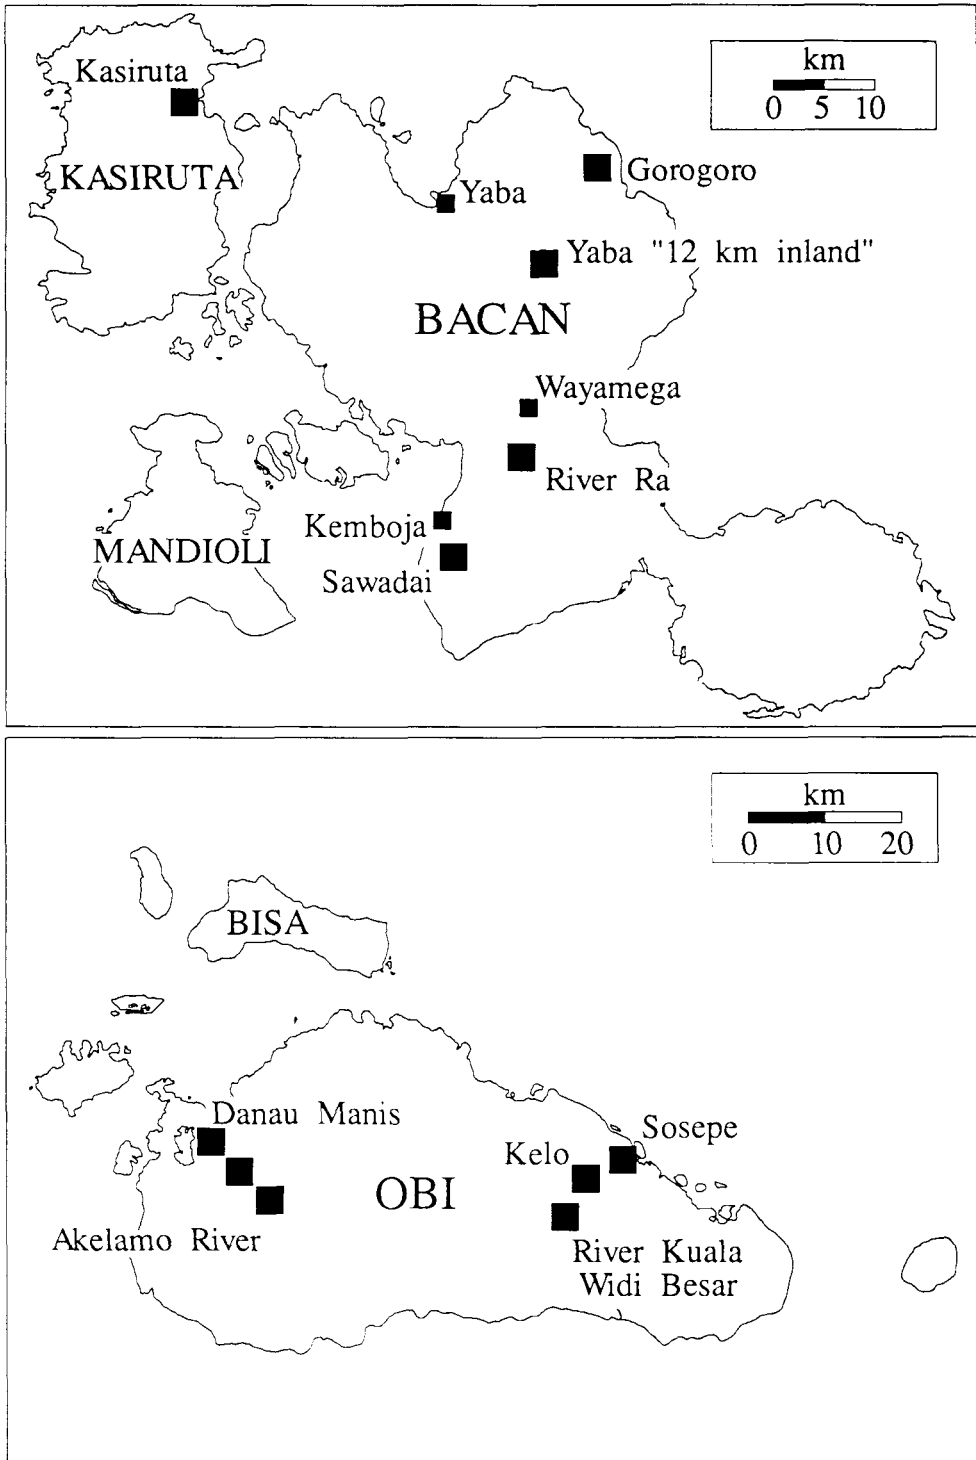 km
0 5 10
Kasiruta
KASIRUTA
Gorogoro
Yaba
Yaba "12 km inland"
BACAN
Wayamega
River Ra
Kemboja
MANDIOLI
Sawadai
km
0 10 20
BISA
Danau Manis
Sosepe
Kelo
OBI
Akelamo River
River Kuala
Widi Besar